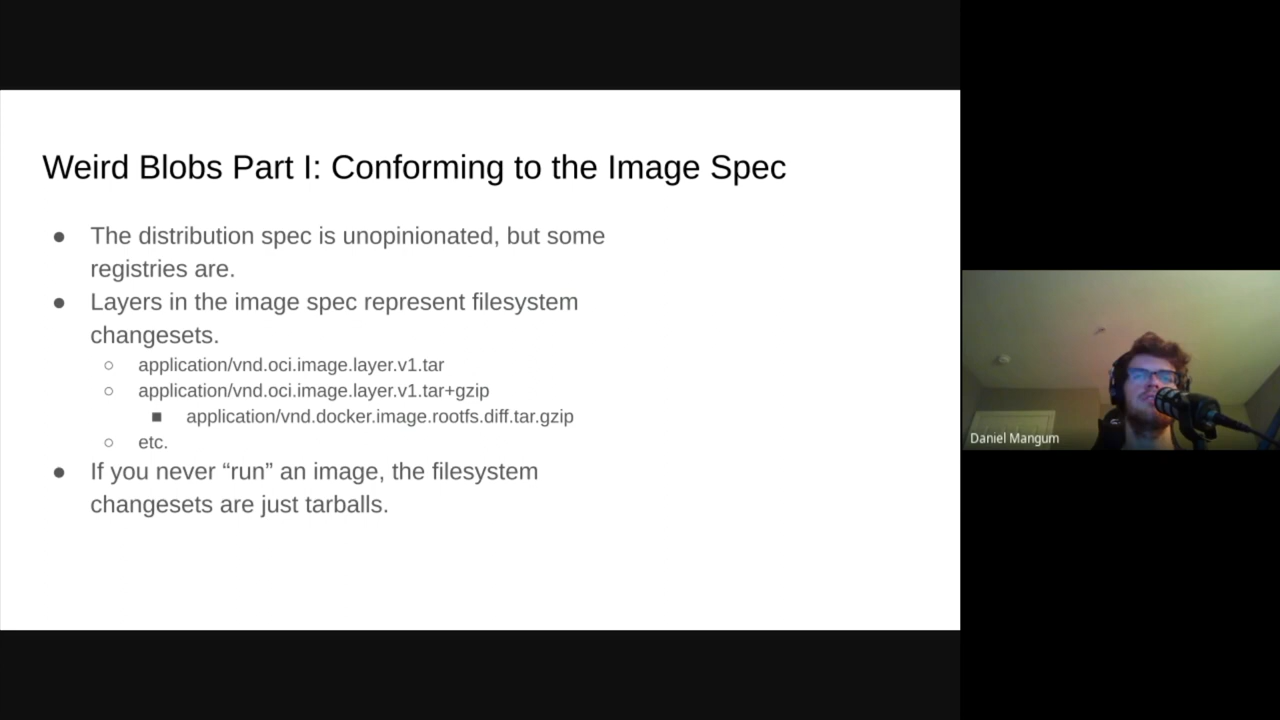 Weird Blobs Part I: Conforming to the Image Spec
● The distribution spec is unopinionated, but some
registries are.
● Layers in the image spec represent filesystem
changesets.
○ application/vnd.oci.image.layer.v1.tar
○ application/vnd.oci.image.layer.v1.tar+gzip
■ application/vnd.docker.image.rootfs.diff.tar.gzip
○ etc.
● If you never “run” an image, the filesystem
changesets are just tarballs.
Daniel Mangum